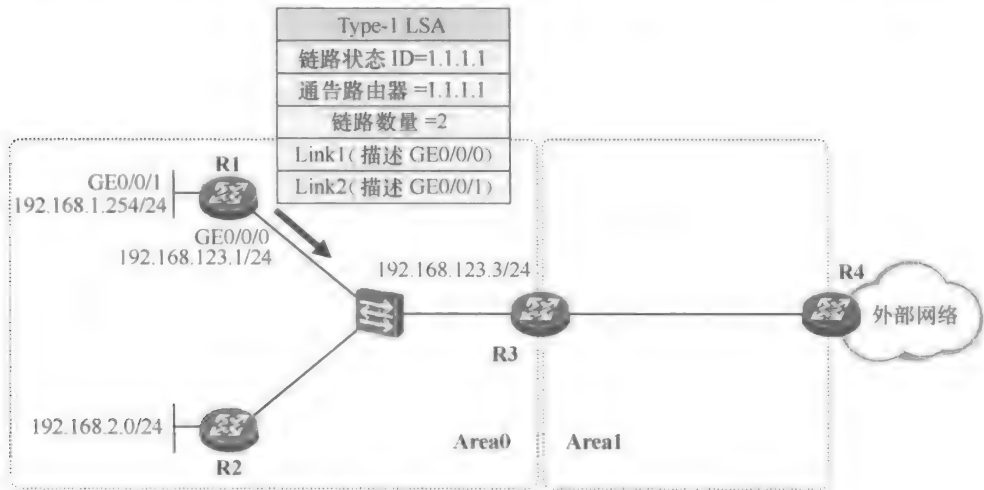 Type-1 LSA
链路状态 ID=1.1.1.1
通告路由器 =1.1.1.1
链路数量 =2
Link1(描述 GE0/0/0)
Link2(描述 GE0/0/1)
R1
GE0/0/1
192.168.1.254/24
GE0/0/0
192.168.123.1/24
192.168.123.3/24
R4
外部网络
R3
192.168.2.0/24
R2
Area0
Area1